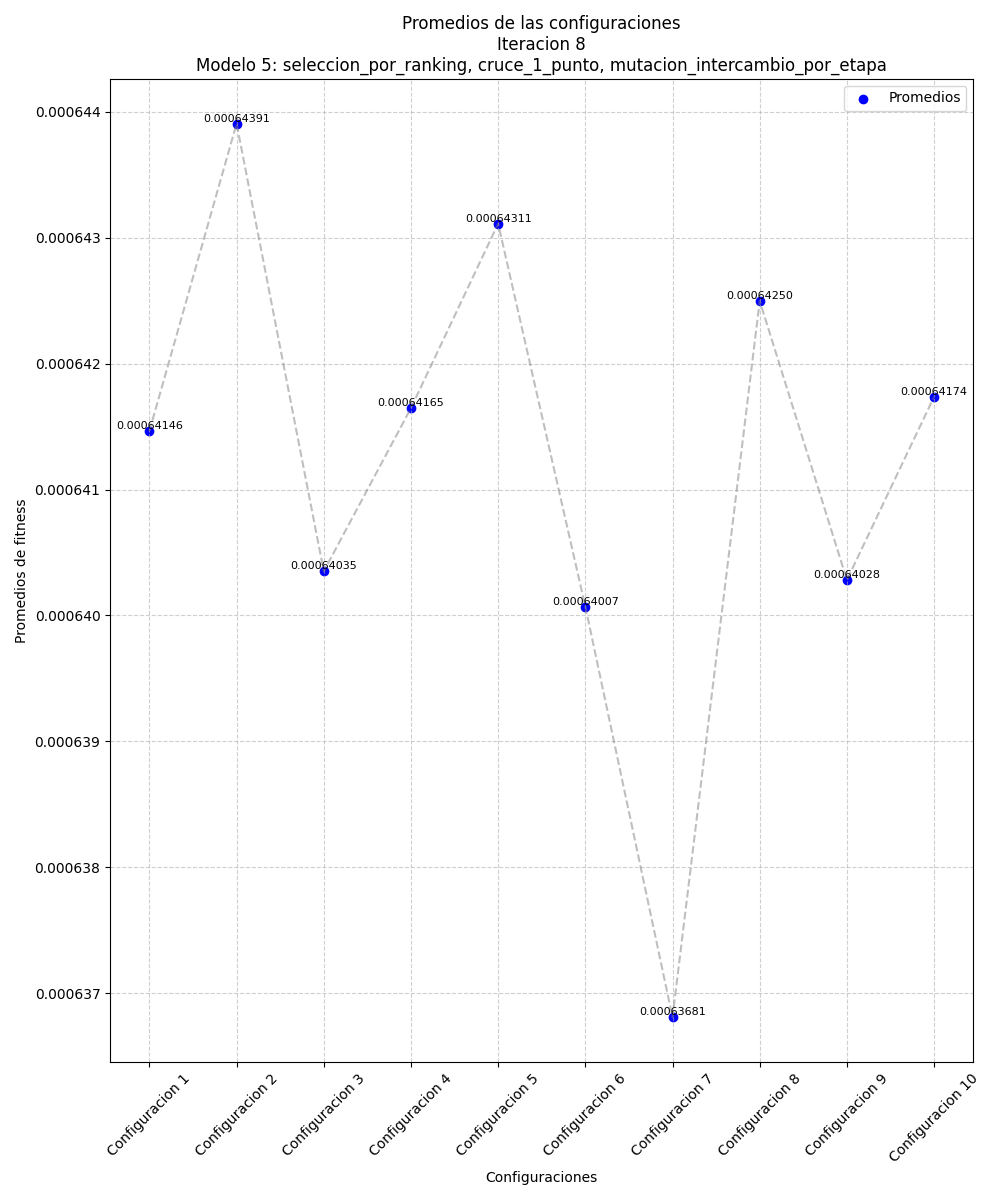 Promedios de las configuraciones
Iteracion 8
Modelo 5: seleccion_por_ranking, cruce_1_punto, mutacion_intercambio_por_etapa
Promedios
0.000644
0.000643
0.000642
0.000641
0.000640
0.000639
0.000638
0.000637
Promedios de fitness
0.00064146
0.00064391
0.00064035
0.00064165
0.00064311
0.00064007
0.00063681
0.00064250
0.00064028
0.00064174
Configuracion 1
Configuracion 2
Configuracion 3
Configuracion 4
Configuracion 5
Configuracion 6
Configuracion 7
Configuracion 8
Configuracion 9
Configuracion 10
Configuraciones